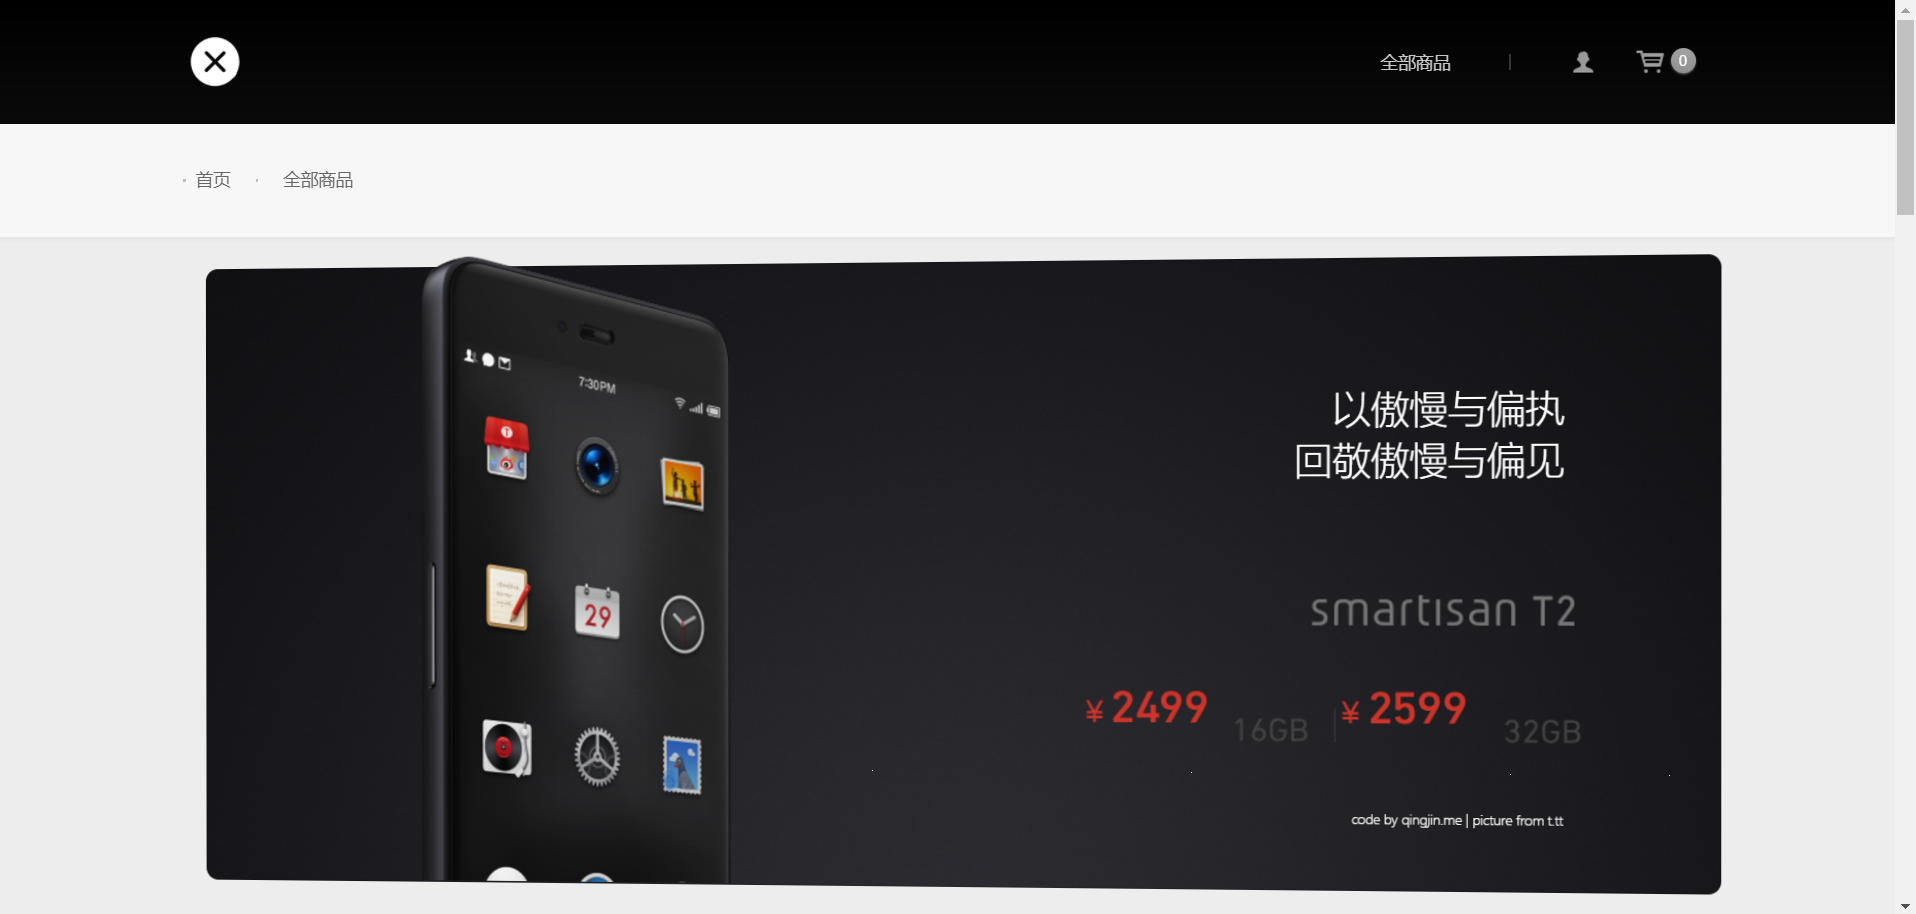 全部商品
0
首页
全部商品
7:30PM
29
以傲慢与偏执
回敬傲慢与偏见
smartisan T2
¥ 2499 16GB ¥ 2599 32GB
code by qingjin.me | picture from t.tt